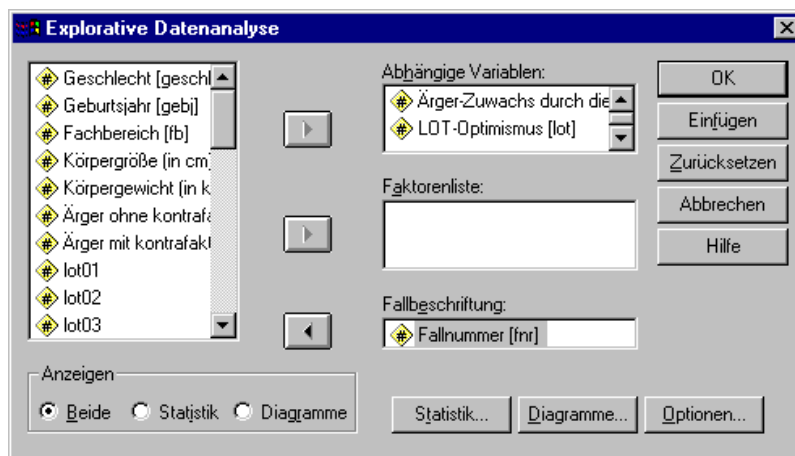 Explorative Datenanalyse
Geschlecht [geschl
Geburtsjahr [gebj]
Fachbereich [fb]
Körpergröße (in cm)
Körpergewicht (in k
Ärger ohne kontrafa
Ärger mit kontrafakt
lot01
lot02
lot03
Abhängige Variablen:
Ärger-Zuwachs durch die
LOT-Optimismus [lot]
Faktorenliste:
Fallbeschriftung:
Fallnummer [fnr]
OK
Einfügen
Zurücksetzen
Abbrechen
Hilfe
Anzeigen
Beide Statistik Diagramme
Statistik... Diagramme... Optionen...